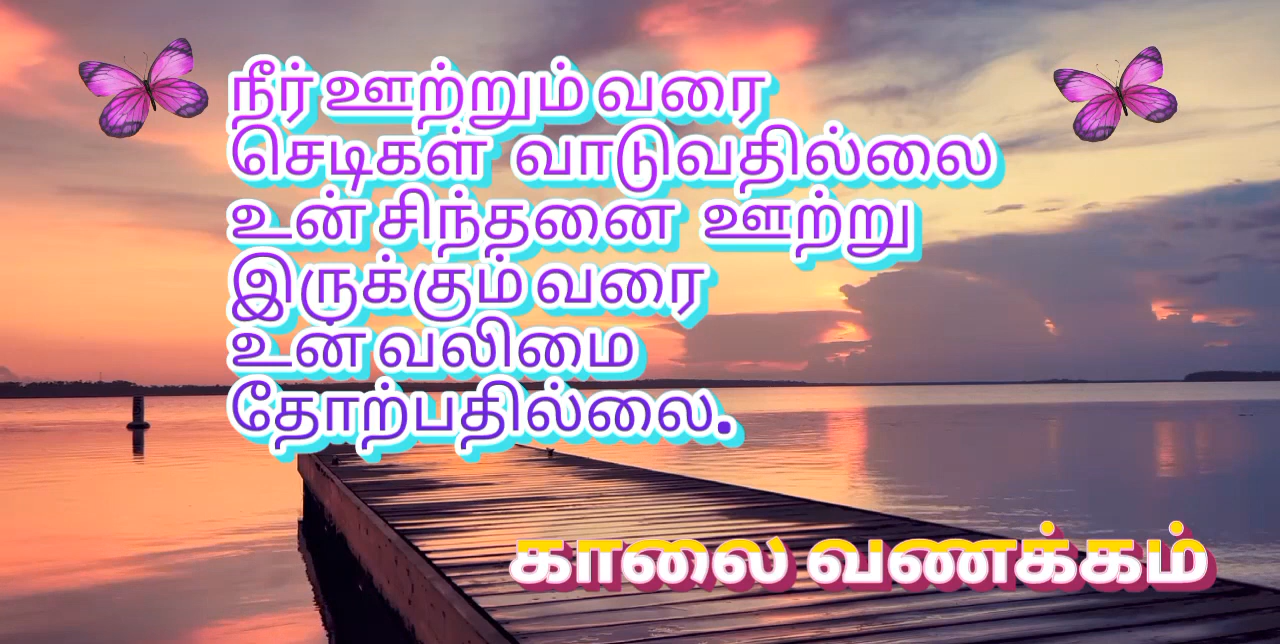 நீர் ஊற்றும் வரை
செடிகள் வாடுவதில்லை
உன் சிந்தனை ஊற்று
இருக்கும் வரை
உன் வலிமை
தோற்பதில்லை.
காலை வணக்கம்